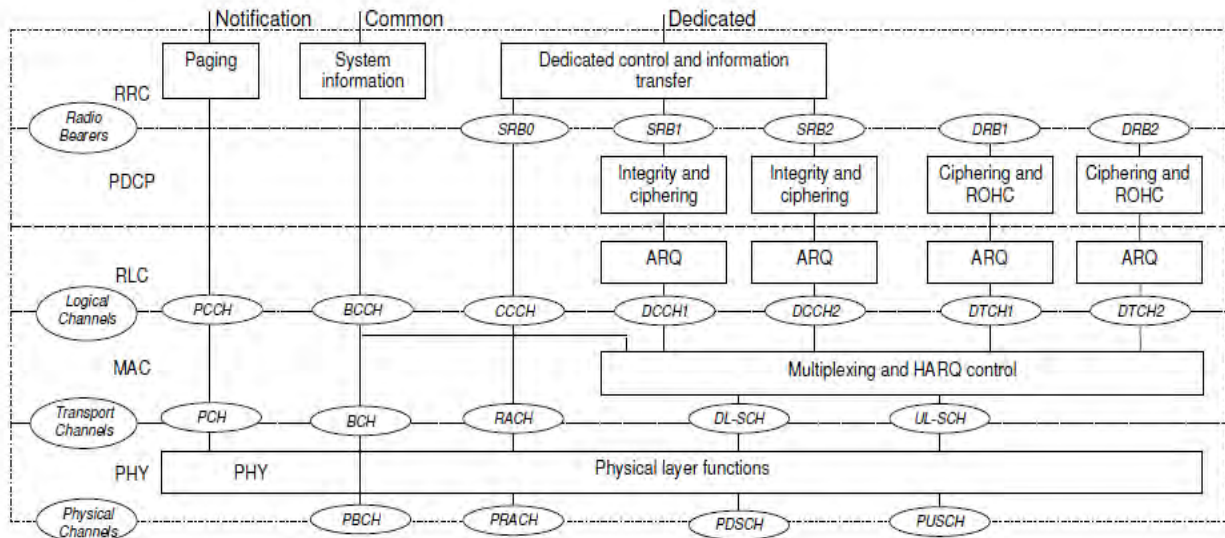 Notification
Common
Dedicated
Paging
System
information
Dedicated control and information
transfer
RRC
Radio
Bearers
SRB0
SRB1
SRB2
DRB1
DRB2
PDCP
Integrity and
ciphering
Integrity and
ciphering
Ciphering and
ROHC
Ciphering and
ROHC
RLC
ARQ
ARQ
ARQ
ARQ
Logical
Channels
PCCH
BCCH
CCCH
DCCH1
DCCH2
DTCH1
DTCH2
MAC
Multiplexing and HARQ control
Transport
Channels
PCH
BCH
RACH
DL-SCH
UL-SCH
PHY
PHY
Physical layer functions
Physical
Channels
PBCH
PRACH
PDSCH
PUSCH